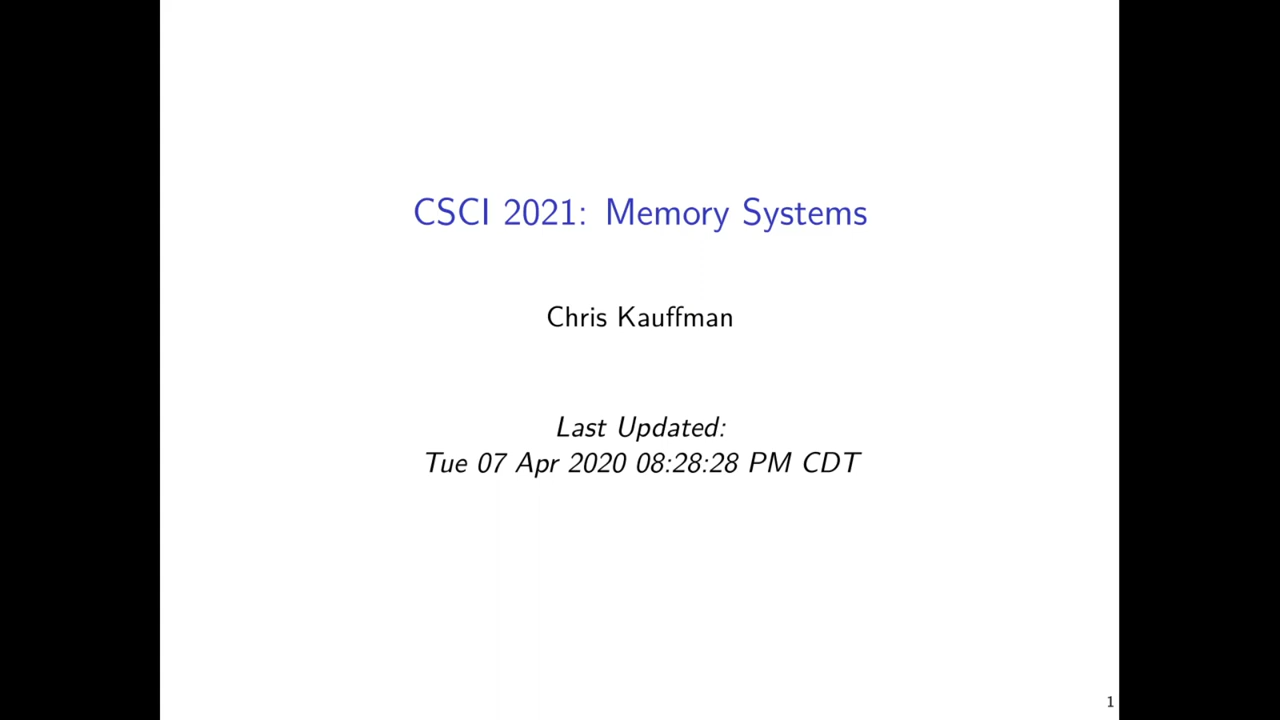 CSCI 2021: Memory Systems
Chris Kauffman
Last Updated:
Tue 07 Apr 2020 08:28:28 PM CDT
1